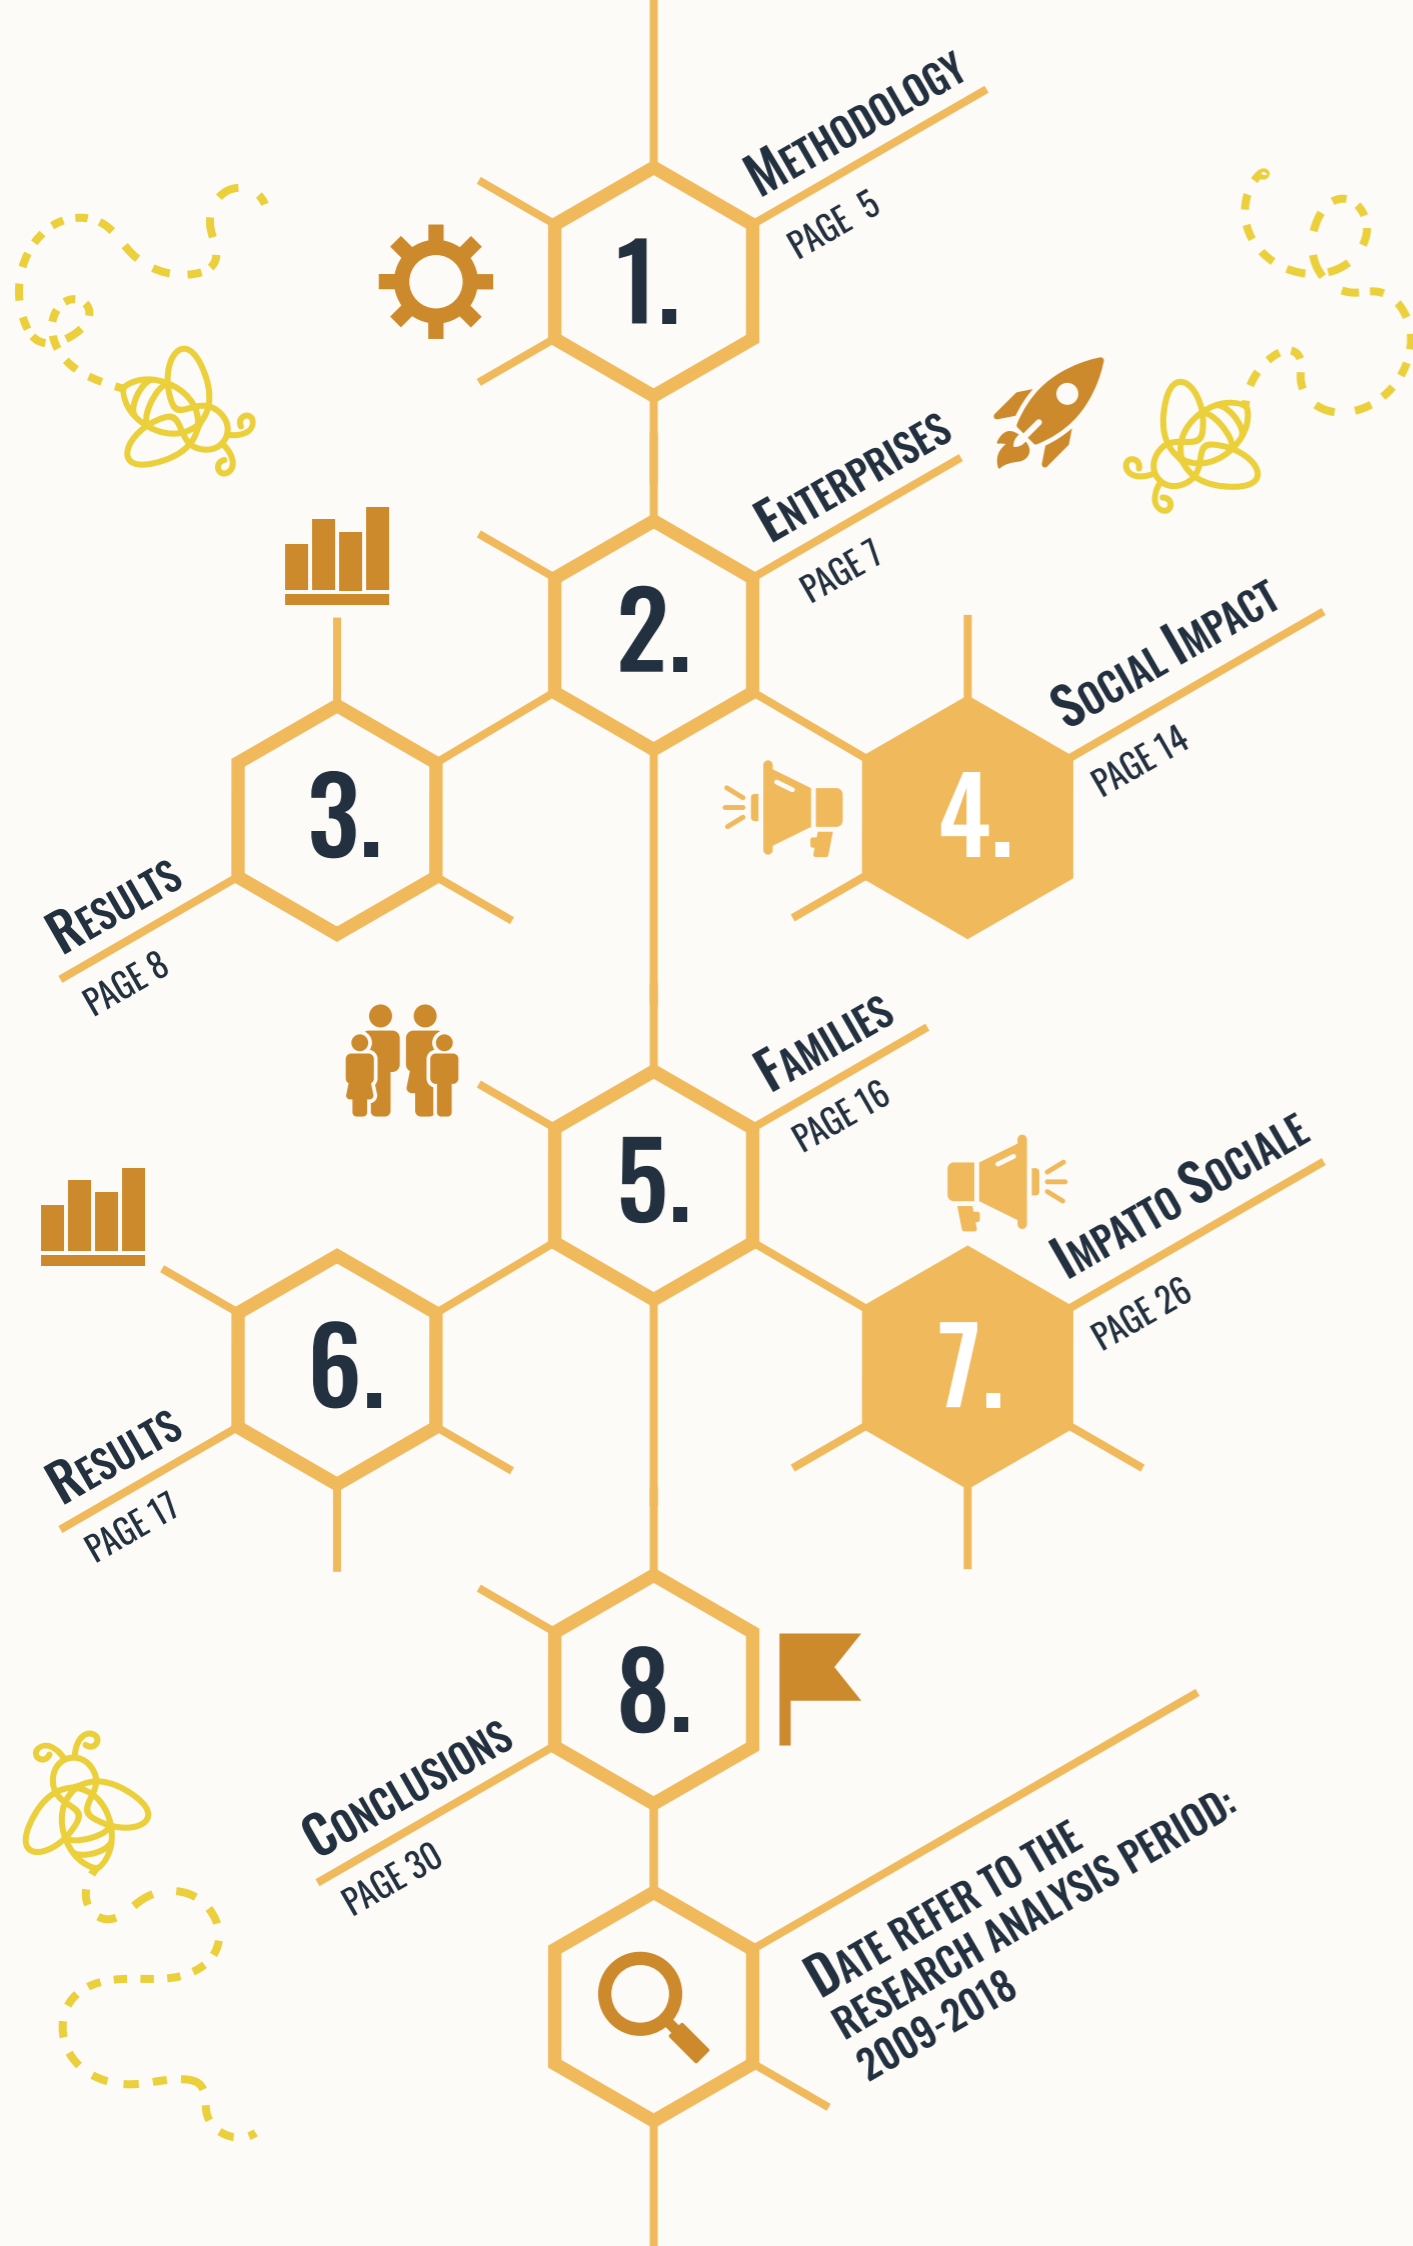 1.
METHODOLOGY
PAGE 5
2.
ENTERPRISES
PAGE 7
3.
RESULTS
PAGE 8
4.
SOCIAL IMPACT
PAGE 14
5.
FAMILIES
PAGE 16
6.
RESULTS
PAGE 17
7.
IMPATTO SOCIALE
PAGE 26
8.
CONCLUSIONS
PAGE 30
DATE REFER TO THE
RESEARCH ANALYSIS PERIOD:
2009-2018